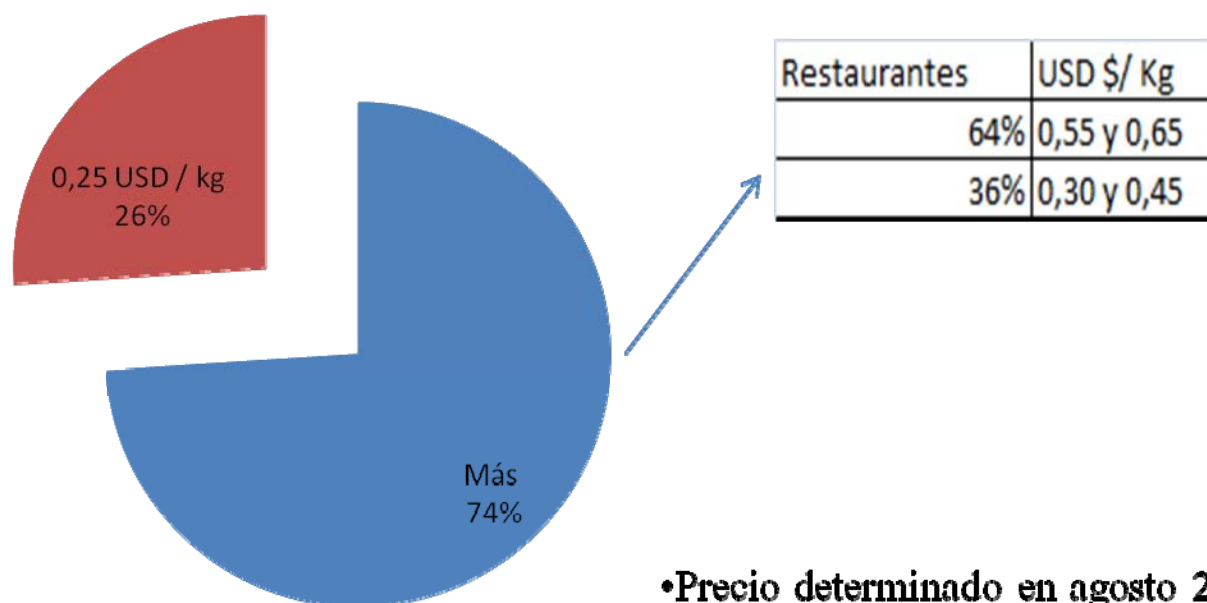 0,25 USD / kg
26%
Más
74%
Restaurantes USD $/ Kg
64% 0,55 y 0,65
36% 0,30 y 0,45
•Precio determinado en agosto 2